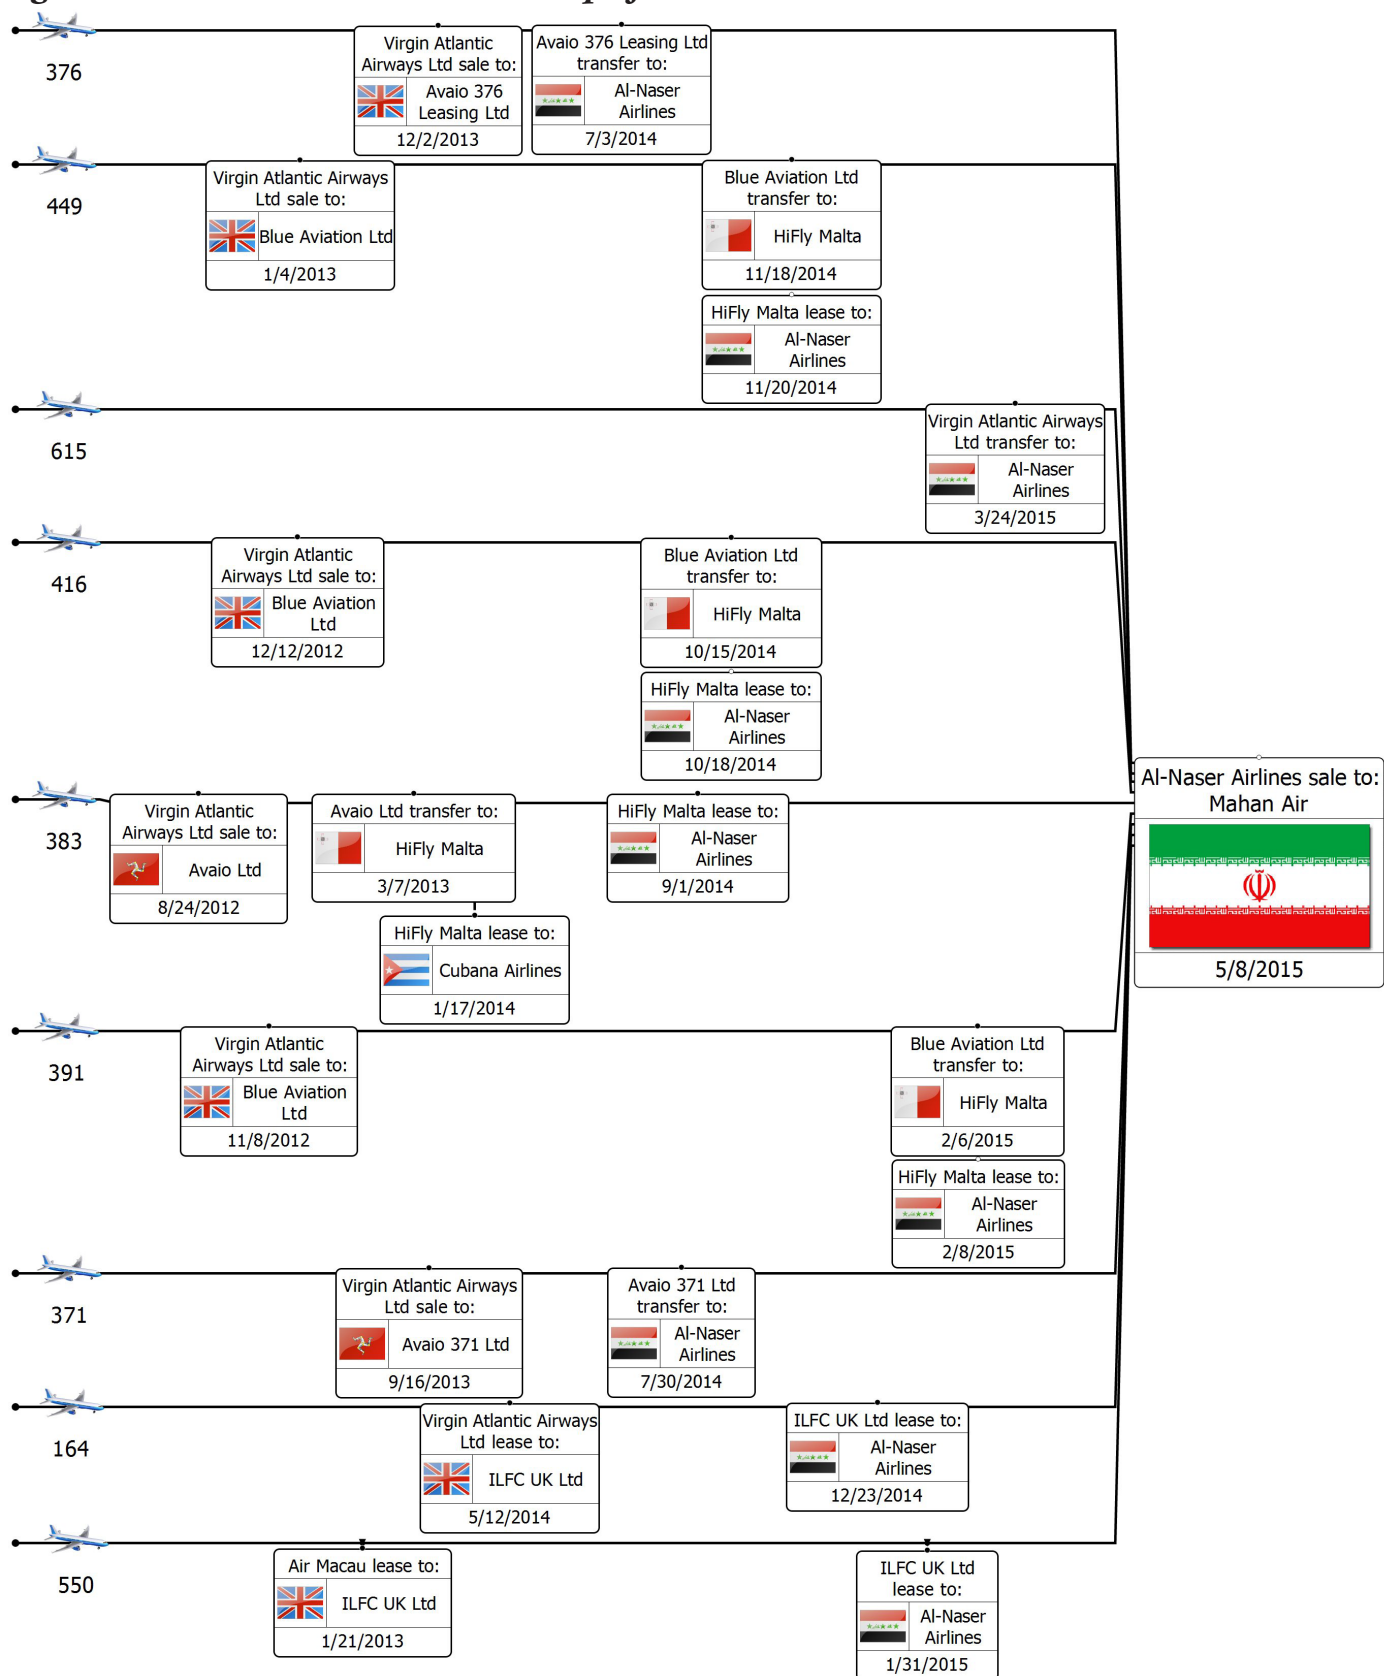 376
Virgin Atlantic
Airways Ltd sale to:
Avaio 376
Leasing Ltd
12/2/2013
Avaio 376 Leasing Ltd
transfer to:
Al-Naser
Airlines
7/3/2014
449
Virgin Atlantic Airways
Ltd sale to:
Blue Aviation Ltd
1/4/2013
Blue Aviation Ltd
transfer to:
HiFly Malta
11/18/2014
HiFly Malta lease to:
Al-Naser
Airlines
11/20/2014
615
Virgin Atlantic Airways
Ltd transfer to:
Al-Naser
Airlines
3/24/2015
416
Virgin Atlantic
Airways Ltd sale to:
Blue Aviation
Ltd
12/12/2012
Blue Aviation Ltd
transfer to:
HiFly Malta
10/15/2014
HiFly Malta lease to:
Al-Naser
Airlines
10/18/2014
383
Virgin Atlantic
Airways Ltd sale to:
Avaio Ltd
8/24/2012
Avaio Ltd transfer to:
HiFly Malta
3/7/2013
HiFly Malta lease to:
Cubana Airlines
1/17/2014
HiFly Malta lease to:
Al-Naser
Airlines
9/1/2014
Al-Naser Airlines sale to:
Mahan Air
5/8/2015
391
Virgin Atlantic
Airways Ltd sale to:
Blue Aviation
Ltd
11/8/2012
Blue Aviation Ltd
transfer to:
HiFly Malta
2/6/2015
HiFly Malta lease to:
Al-Naser
Airlines
2/8/2015
371
Virgin Atlantic Airways
Ltd sale to:
Avaio 371 Ltd
9/16/2013
Avaio 371 Ltd
transfer to:
Al-Naser
Airlines
7/30/2014
164
Virgin Atlantic Airways
Ltd lease to:
ILFC UK Ltd
5/12/2014
ILFC UK Ltd lease to:
Al-Naser
Airlines
12/23/2014
550
Air Macau lease to:
ILFC UK Ltd
1/21/2013
ILFC UK Ltd
lease to:
Al-Naser
Airlines
1/31/2015